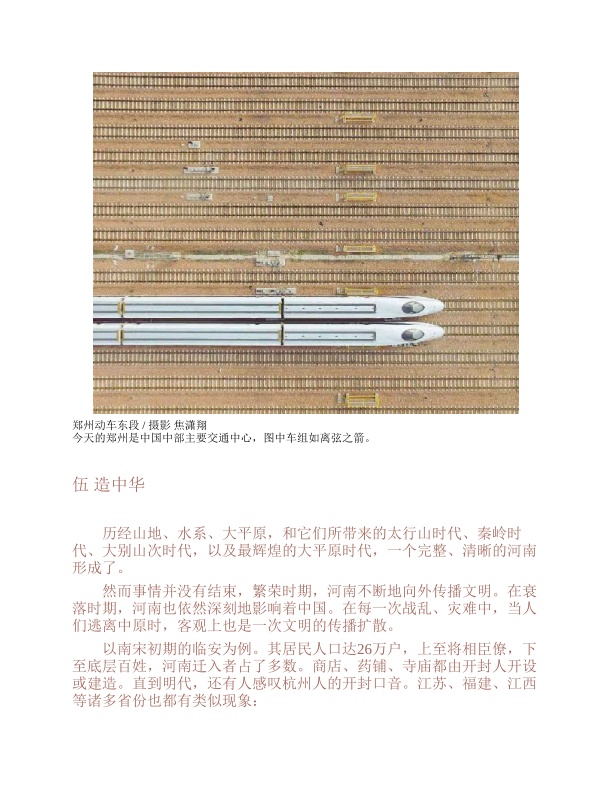 郑州动车东段 / 摄影 焦潇翔
今天的郑州是中国中部主要交通中心，图中车组如离弦之箭。
伍 造中华
历经山地、水系、大平原，和它们所带来的太行山时代、秦岭时
代、大别山次时代，以及最辉煌的大平原时代，一个完整、清晰的河南
形成了。
然而事情并没有结束，繁荣时期，河南不断地向外传播文明。在衰
落时期，河南也依然深刻地影响着中国。在每一次战乱、灾难中，当人
们逃离中原时，客观上也是一次文明的传播扩散。
以南宋初期的临安为例。其居民人口达26万户，上至将相臣僚，下
至底层百姓，河南迁入者占了多数。商店、药铺、寺庙都由开封人开设
或建造。直到明代，还有人感叹杭州人的开封口音。江苏、福建、江西
等诸多省份也都有类似现象：